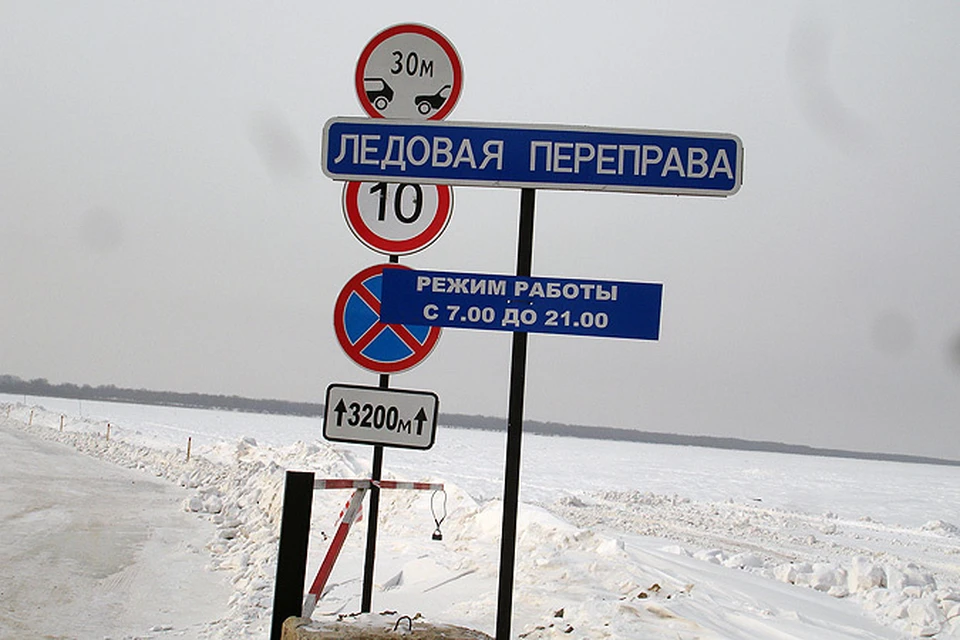 30м
ЛЕДОВАЯ ПЕРЕПРАВА
10
РЕЖИМ РАБОТЫ
С 7.00 ДО 21.00
3200м